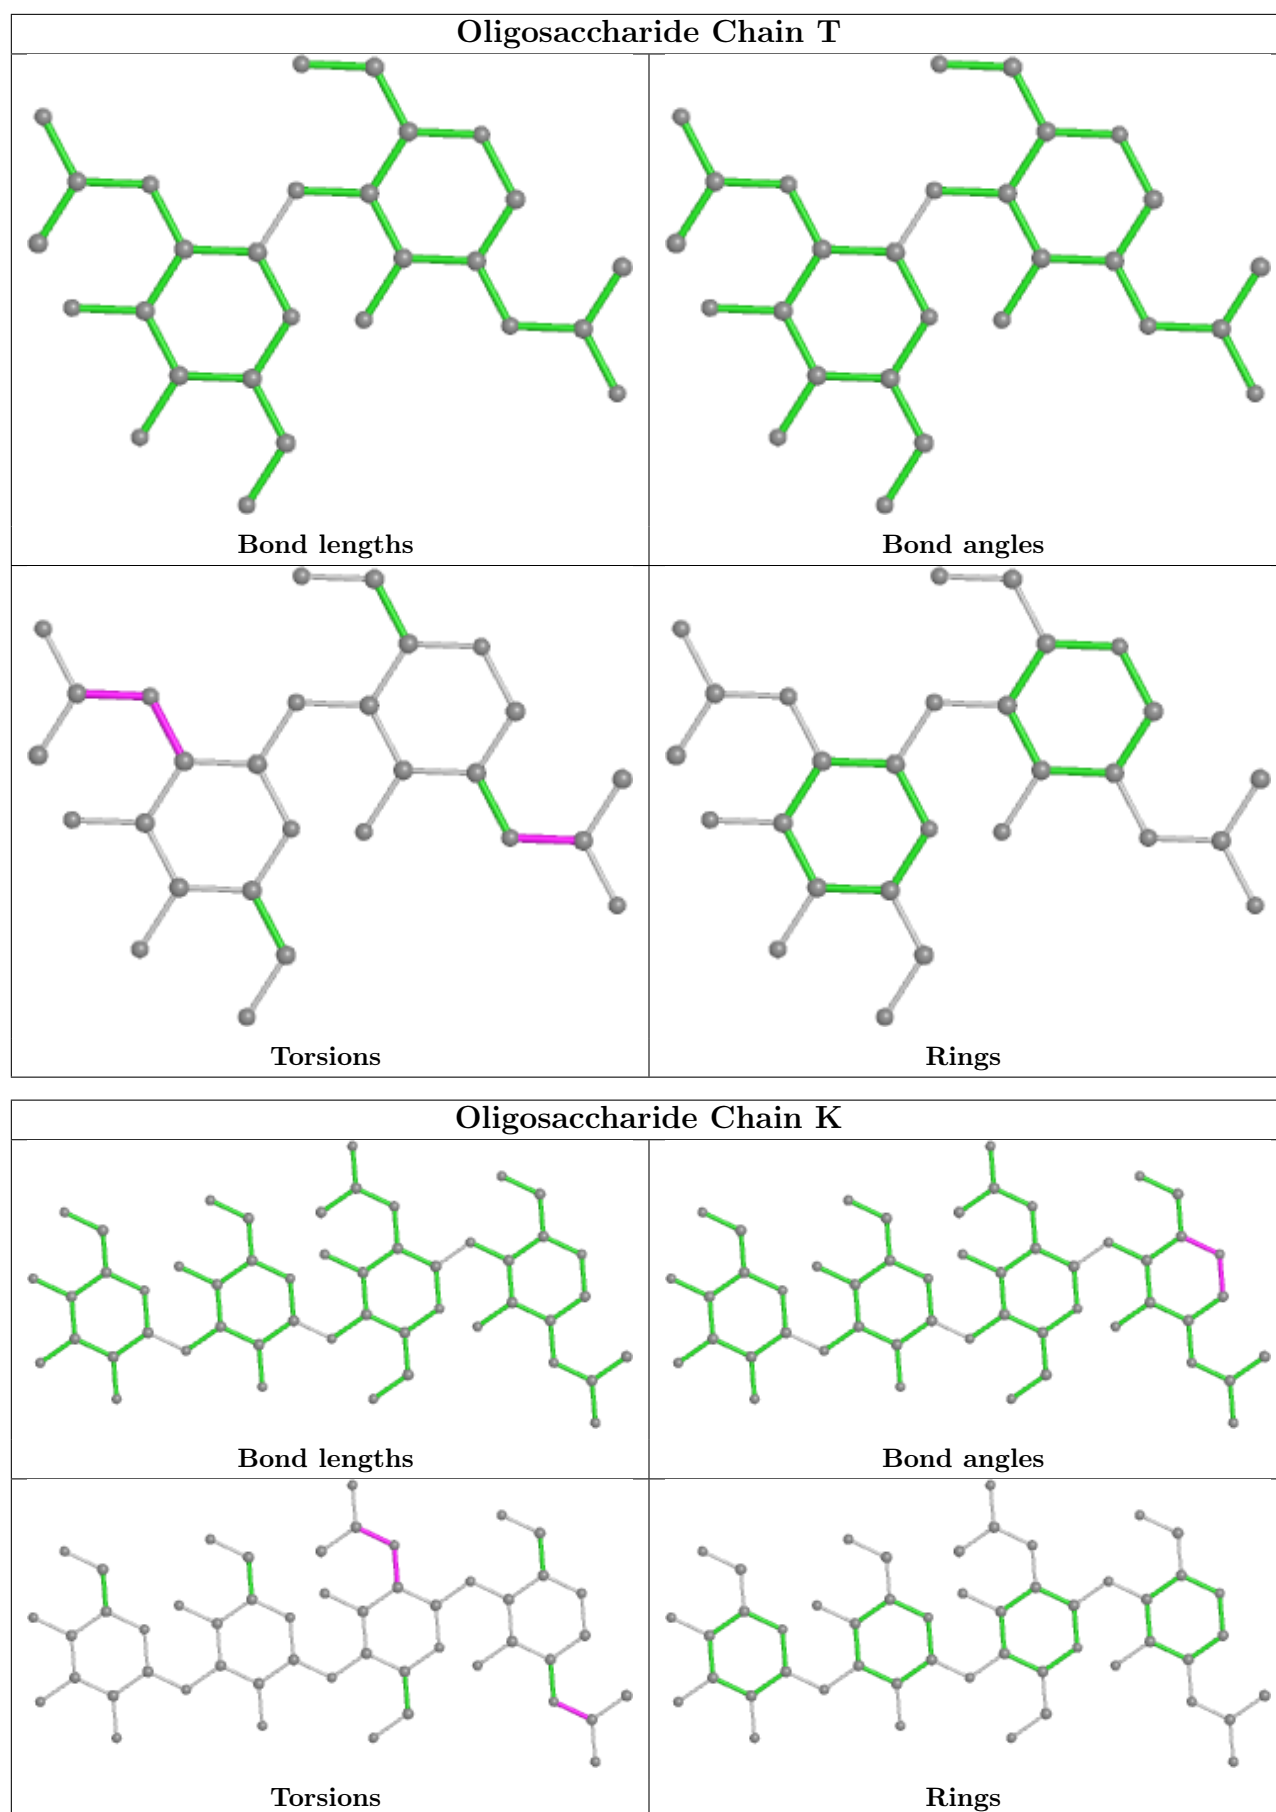 Oligosaccharide Chain T
Bond lengths
Bond angles
Torsions
Rings
Oligosaccharide Chain K
Bond lengths
Bond angles
Torsions
Rings